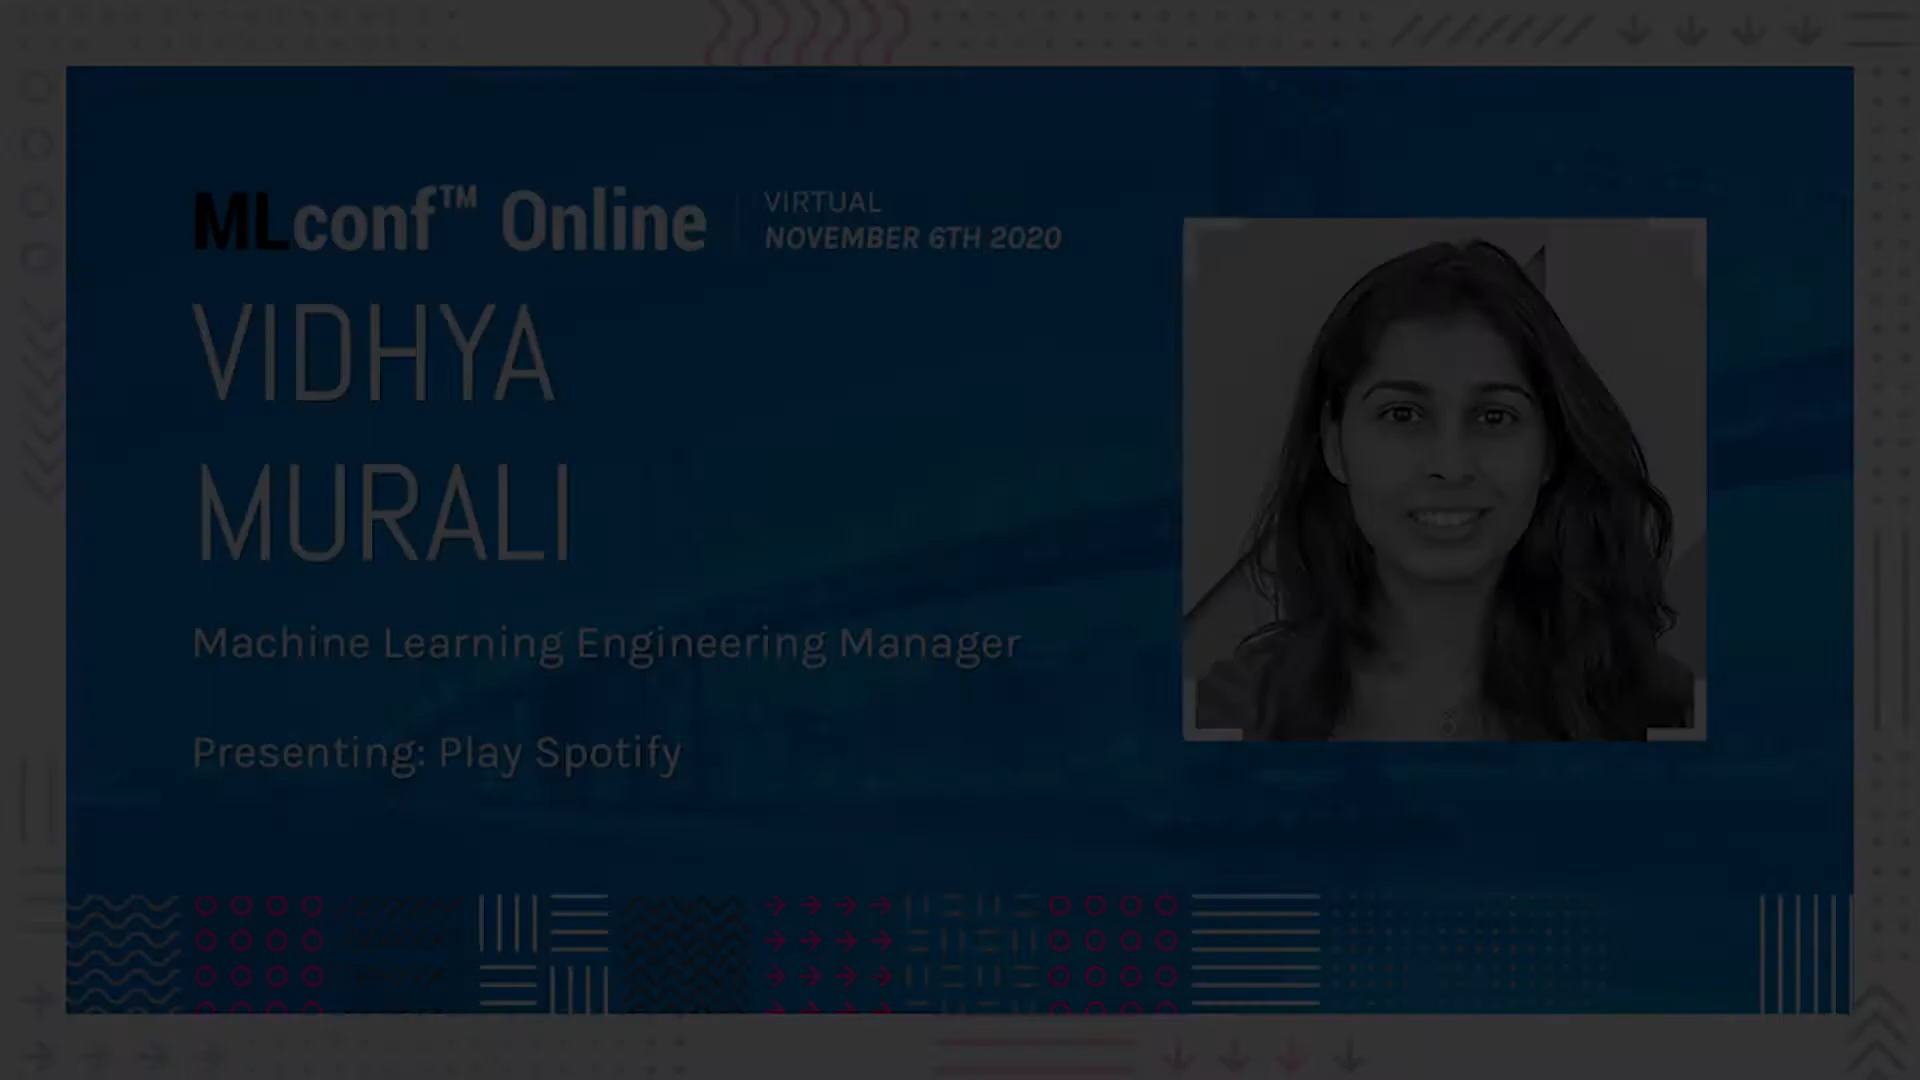 MLconf™ Online
VIRTUAL
NOVEMBER 6TH 2020
VIDHYA
MURALI
Machine Learning Engineering Manager
Presenting: Play Spotify